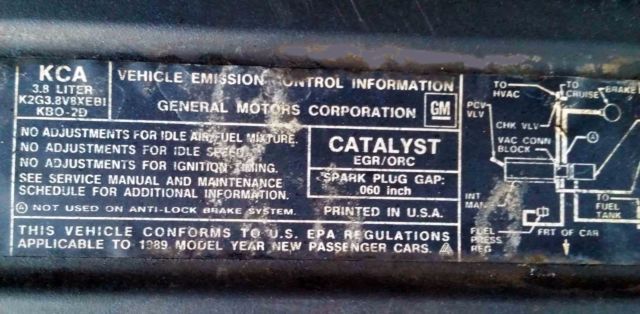 KCA
3.8 LITER
K2G3.8V8XEB1
KBO-2D
VEHICLE EMISSION CONTROL INFORMATION
GENERAL MOTORS CORPORATION GM
NO ADJUSTMENTS FOR IDLE AIR/FUEL MIXTURE.
NO ADJUSTMENTS FOR IDLE SPEED.
NO ADJUSTMENTS FOR IGNITION TIMING.
SEE SERVICE MANUAL AND MAINTENANCE
SCHEDULE FOR ADDITIONAL INFORMATION.
Ⓐ NOT USED ON ANTI-LOCK BRAKE SYSTEM.
CATALYST
EGR/ORC
SPARK PLUG GAP:
.060 inch
PRINTED IN U.S.A.
THIS VEHICLE CONFORMS TO U.S. EPA REGULATIONS
APPLICABLE TO 1989 MODEL YEAR NEW PASSENGER CARS.
TO
HVAC
TO
CRUISE
BRAKE
PCV
VLV
CHK VLV
Ⓐ
VAC CONN
BLOCK
INT
MAN
TO
FUEL
TANK
FUEL
PRESS
REG
FRT OF CAR